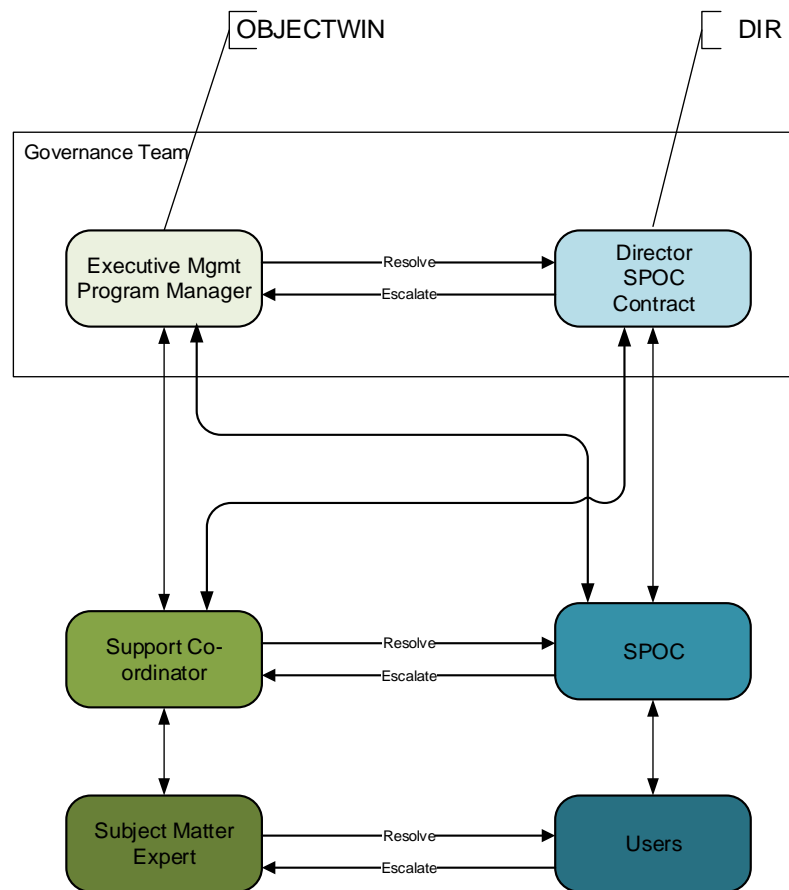 OBJECTWIN
DIR
Governance Team
Executive Mgmt
Program Manager
Resolve
Escalate
Director
SPOC
Contract
Support Co-
ordinator
Resolve
Escalate
SPOC
Subject Matter
Expert
Resolve
Escalate
Users